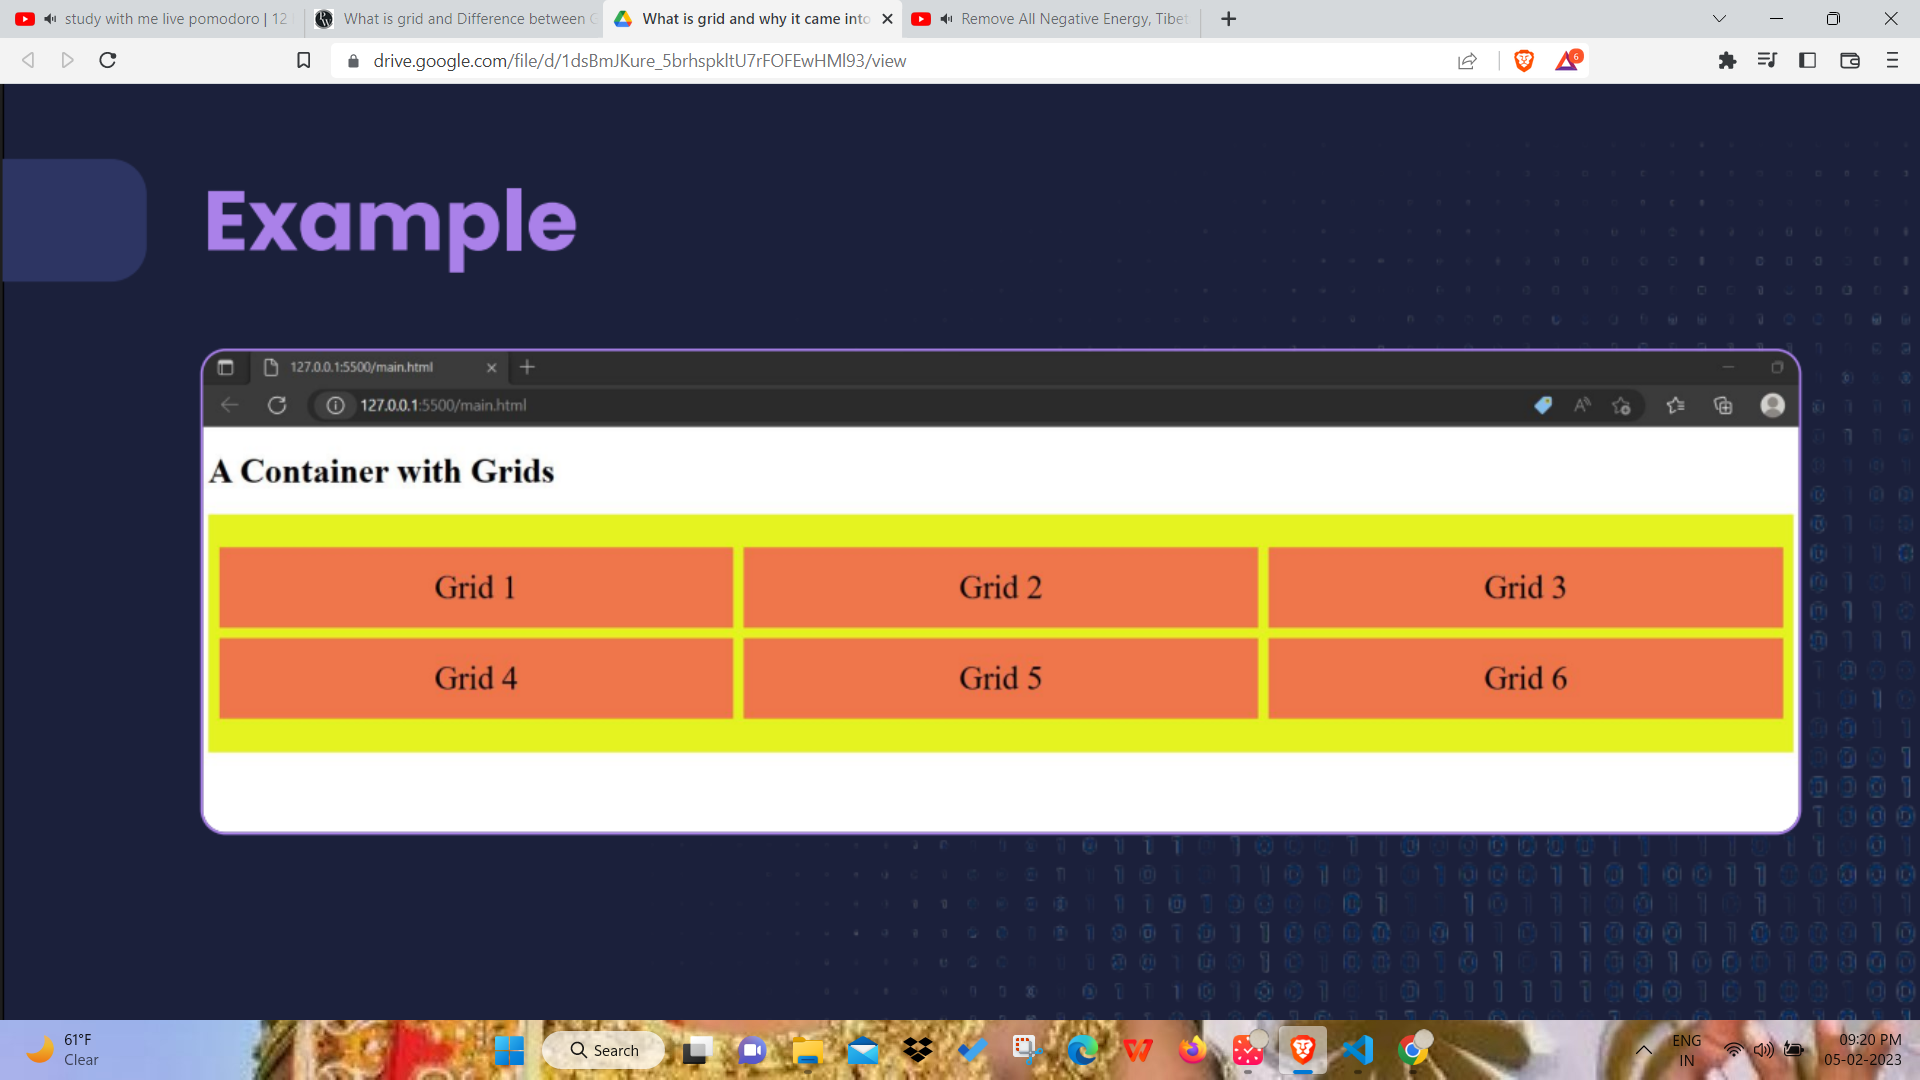 study with me live pomodoro | 12
What is grid and Difference between G
What is grid and why it came into
Remove All Negative Energy, Tibet
drive.google.com/file/d/1dsBmJKure_5brhspkltU7rFOFEwHMl93/view
6
Example
127.0.0.1:5500/main.html
127.0.0.1:5500/main.html
A Container with Grids
Grid 1
Grid 2
Grid 3
Grid 4
Grid 5
Grid 6
61°F
Clear
Search
ENG
IN
09:20 PM
05-02-2023